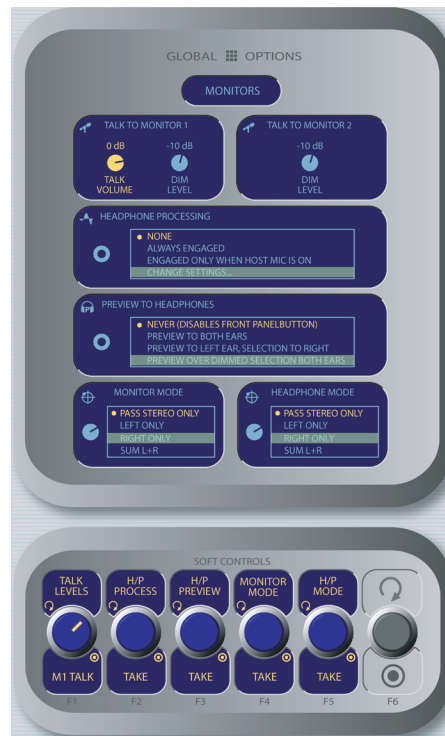 GLOBAL OPTIONS
MONITORS
TALK TO MONITOR 1
0 dB
-10 dB
TALK
VOLUME
DIM
LEVEL
TALK TO MONITOR 2
-10 dB
DIM
LEVEL
HEADPHONE PROCESSING
NONE
ALWAYS ENGAGED
ENGAGED ONLY WHEN HOST MIC IS ON
CHANGE SETTINGS...
PREVIEW TO HEADPHONES
NEVER (DISABLES FRONT PANELBUTTON)
PREVIEW TO BOTH EARS
PREVIEW TO LEFT EAR, SELECTION TO RIGHT
PREVIEW OVER DIMMED SELECTION BOTH EARS
MONITOR MODE
PASS STEREO ONLY
LEFT ONLY
RIGHT ONLY
SUM L+R
HEADPHONE MODE
PASS STEREO ONLY
LEFT ONLY
RIGHT ONLY
SUM L+R
SOFT CONTROLS
TALK
LEVELS
H/P
PROCESS
H/P
PREVIEW
MONITOR
MODE
H/P
MODE
M1 TALK
TAKE
TAKE
TAKE
TAKE
F1
F2
F3
F4
F5
F6